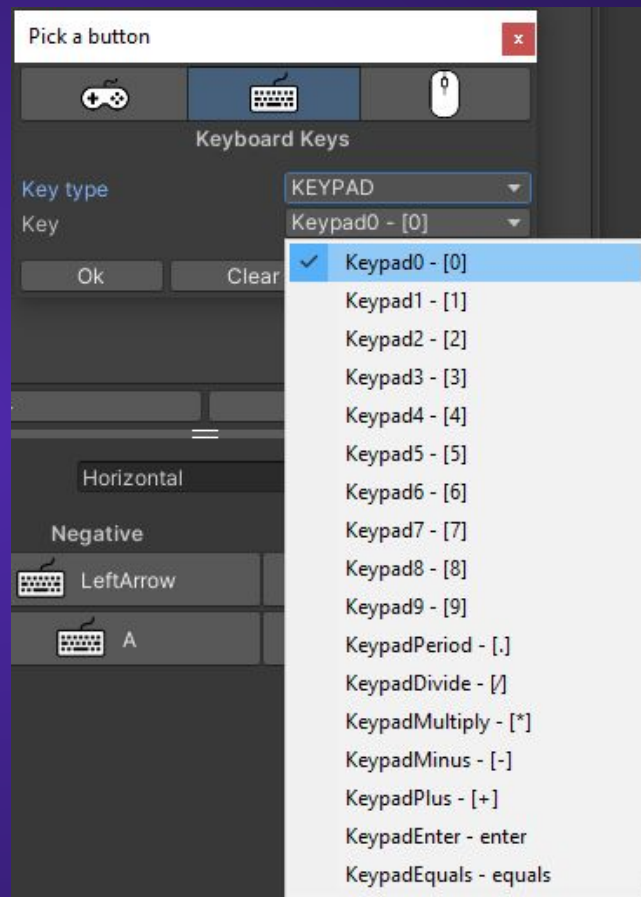 Pick a button
x
Keyboard Keys
Key type KEYPAD
Key Keypad0 - [0]
Ok Clear
Keypad0 - [0]
Keypad1 - [1]
Keypad2 - [2]
Keypad3 - [3]
Keypad4 - [4]
Keypad5 - [5]
Keypad6 - [6]
Keypad7 - [7]
Keypad8 - [8]
Keypad9 - [9]
KeypadPeriod - [.]
KeypadDivide - [/]
KeypadMultiply - [*]
KeypadMinus - [-]
KeypadPlus - [+]
KeypadEnter - enter
KeypadEquals - equals
Horizontal
Negative
LeftArrow
A